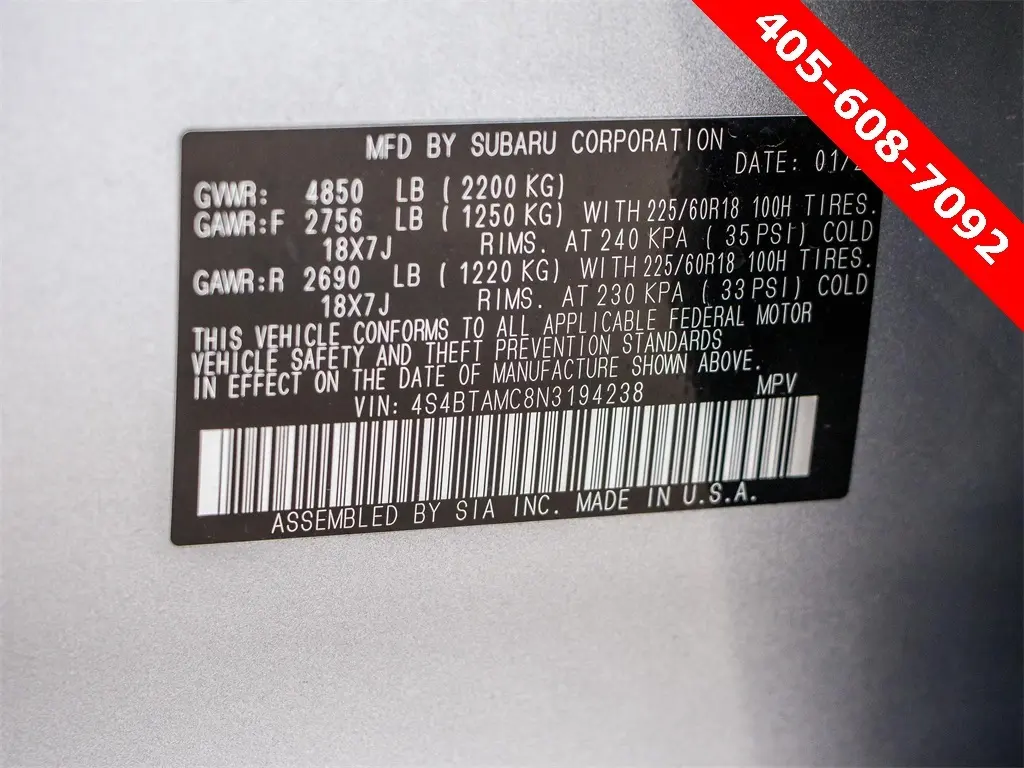 405-608-7092
MFD BY SUBARU CORPORATION
DATE: 01/2
GVWR: 4850 LB ( 2200 KG)
GAWR:F 2756 LB ( 1250 KG) WITH 225/60R18 100H TIRES.
18X7J RIMS. AT 240 KPA ( 35 PSI) COLD
GAWR:R 2690 LB ( 1220 KG) WITH 225/60R18 100H TIRES.
18X7J RIMS. AT 230 KPA ( 33 PSI) COLD
THIS VEHICLE CONFORMS TO ALL APPLICABLE FEDERAL MOTOR
VEHICLE SAFETY AND THEFT PREVENTION STANDARDS
IN EFFECT ON THE DATE OF MANUFACTURE SHOWN ABOVE.
VIN: 4S4BTAMC8N3194238 MPV
ASSEMBLED BY SIA INC. MADE IN U.S.A.